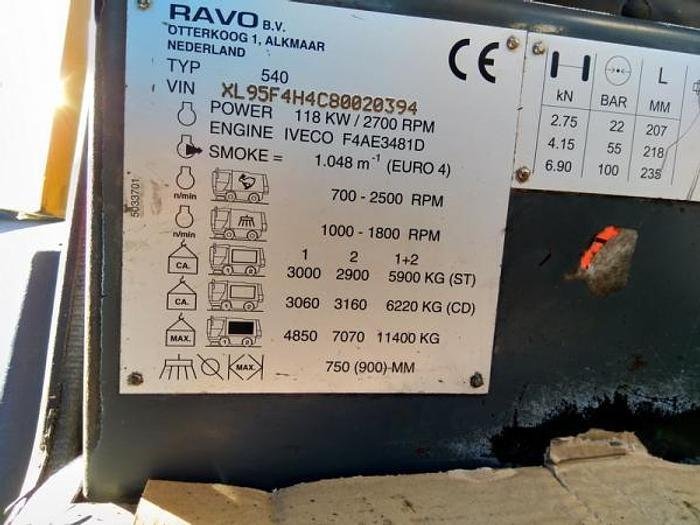 RAVO B.V.
OTTERKOOG 1, ALKMAAR
NEDERLAND
CE
TYP 540
VIN XL95F4H4C80020394
POWER 118 KW / 2700 RPM
ENGINE IVECO F4AE3481D
SMOKE = 1.048 m⁻¹ (EURO 4)
n/min 700 - 2500 RPM
n/min 1000 - 1800 RPM
1 2 1+2
CA. 3000 2900 5900 KG (ST)
CA. 3060 3160 6220 KG (CD)
MAX. 4850 7070 11400 KG
MAX. 750 (900)-MM
5033701
L
kN BAR MM
2.75 22 207
4.15 55 218
6.90 100 235